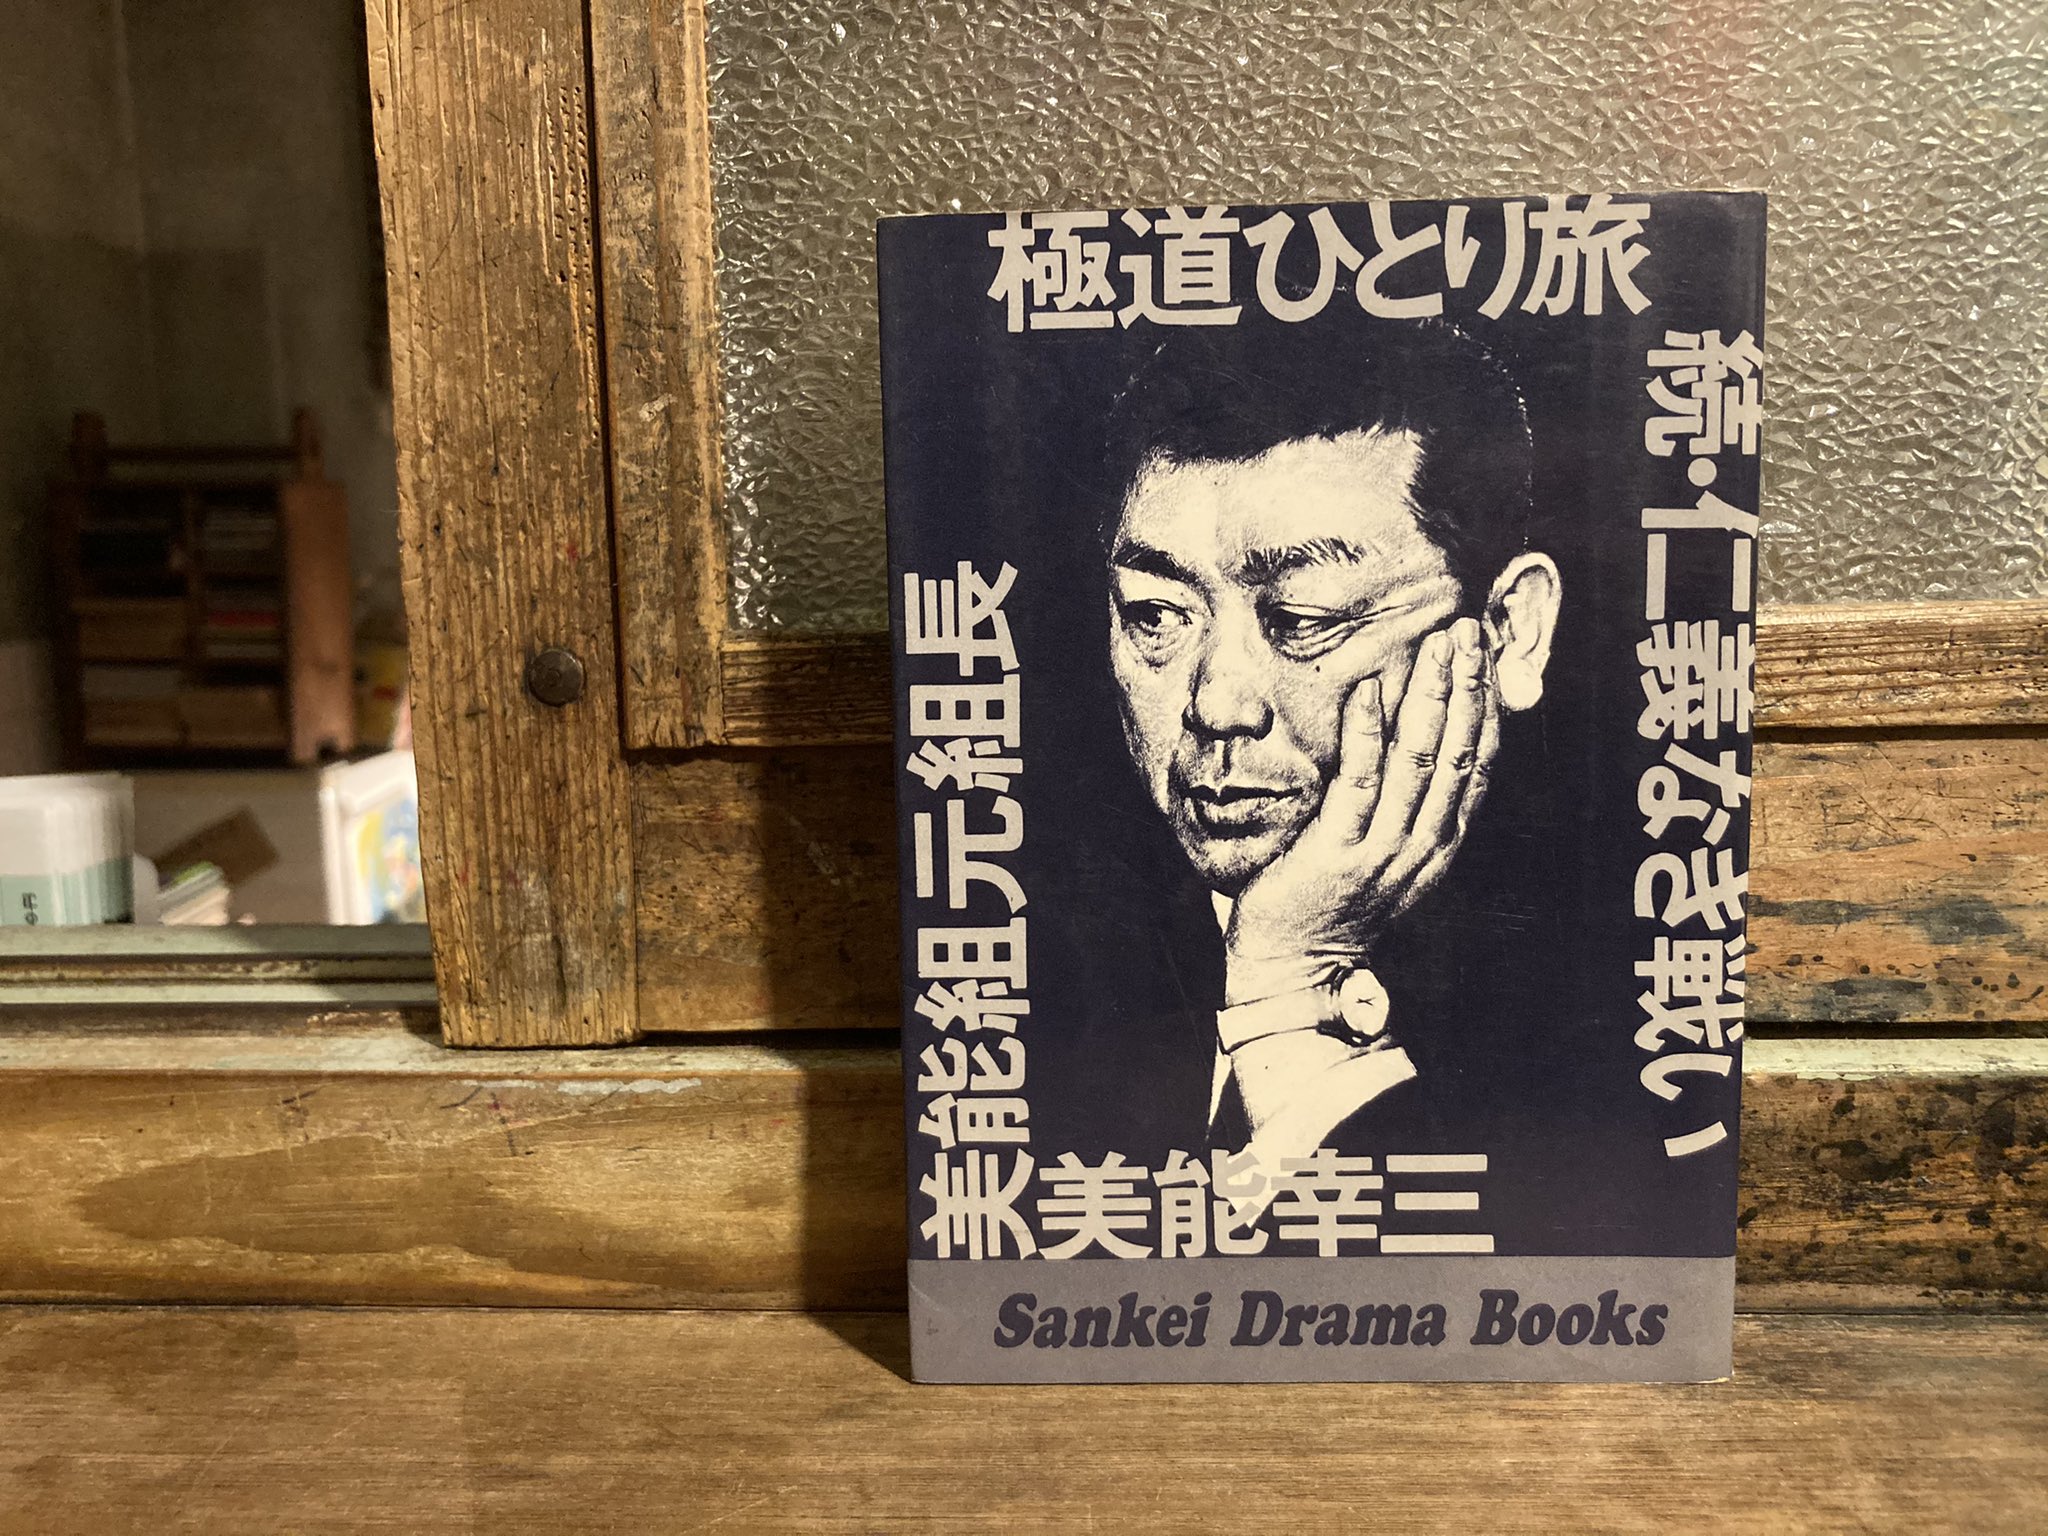 極道ひとり旅
続・仁義なき戦い
美能組元組長
美能幸三
Sankei Drama Books